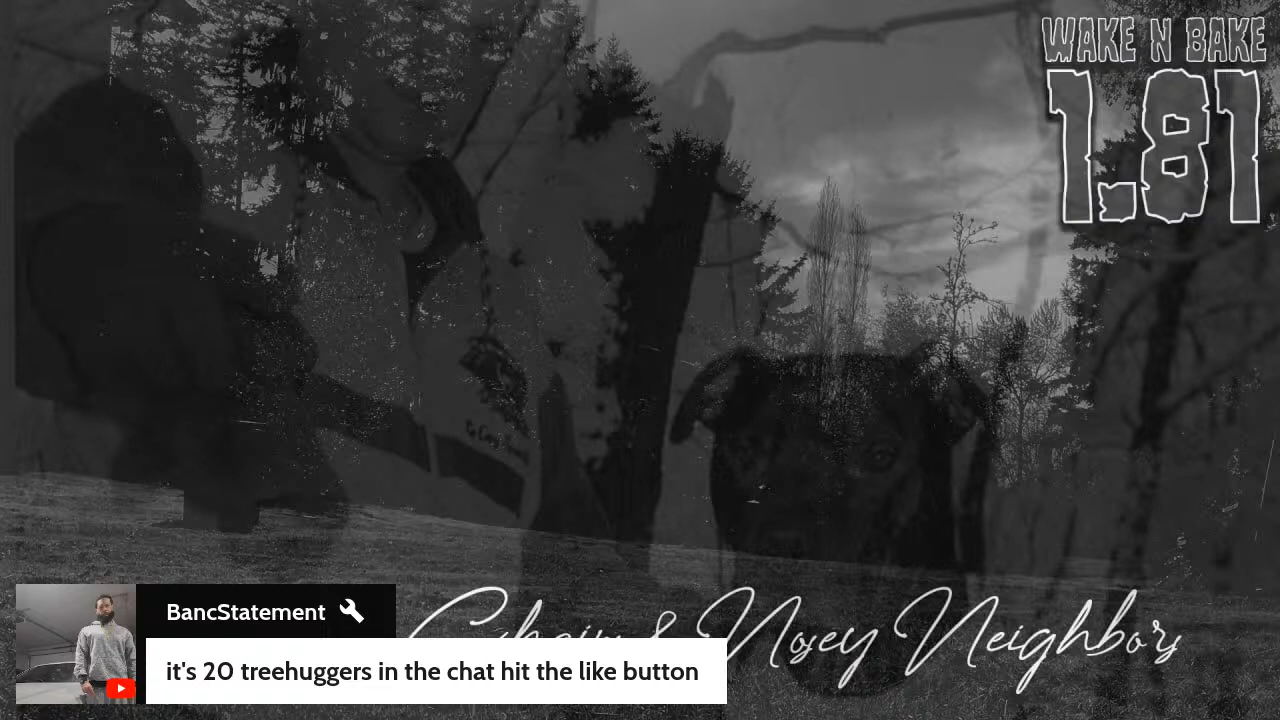 WAKE N BAKE
1.81
BancStatement
& Noey Neighbor
it's 20 treehuggers in the chat hit the like button